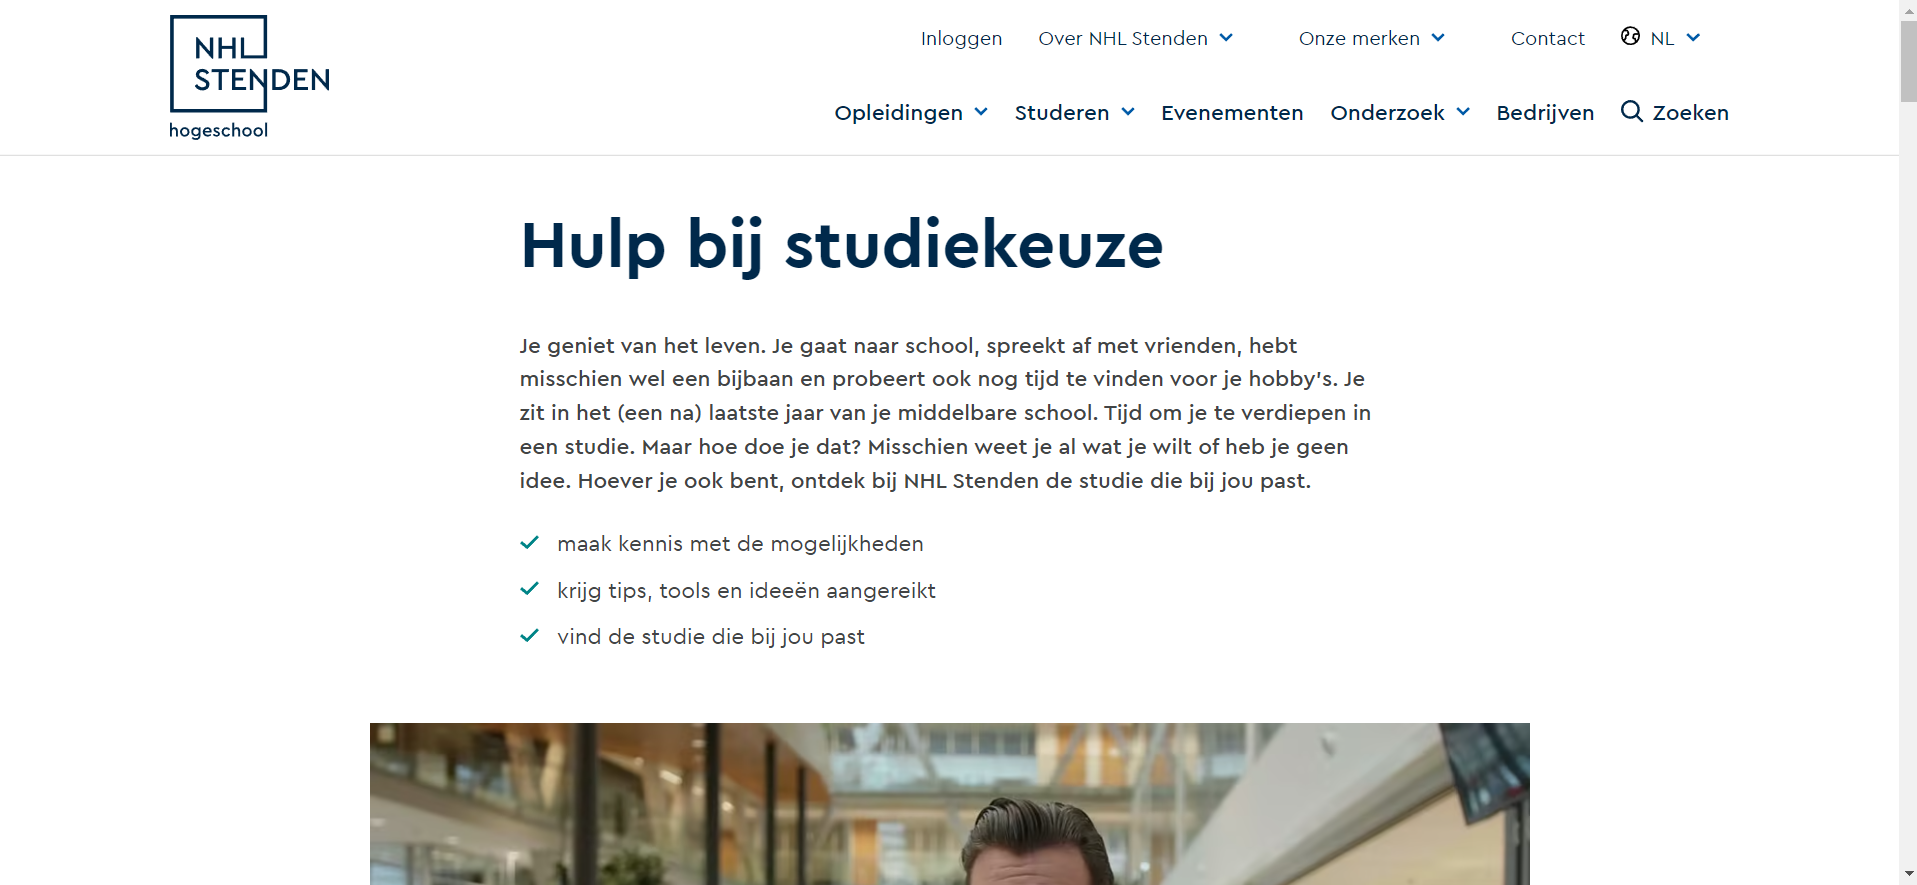 NHL
STENDEN
hogeschool
Inloggen Over NHL Stenden Onze merken Contact NL
Opleidingen Studeren Evenementen Onderzoek Bedrijven Zoeken
Hulp bij studiekeuze
Je geniet van het leven. Je gaat naar school, spreekt af met vrienden, hebt
misschien wel een bijbaan en probeert ook nog tijd te vinden voor je hobby's. Je
zit in het (een na) laatste jaar van je middelbare school. Tijd om je te verdiepen in
een studie. Maar hoe doe je dat? Misschien weet je al wat je wilt of heb je geen
idee. Hoever je ook bent, ontdek bij NHL Stenden de studie die bij jou past.
maak kennis met de mogelijkheden
krijg tips, tools en ideeën aangereikt
vind de studie die bij jou past